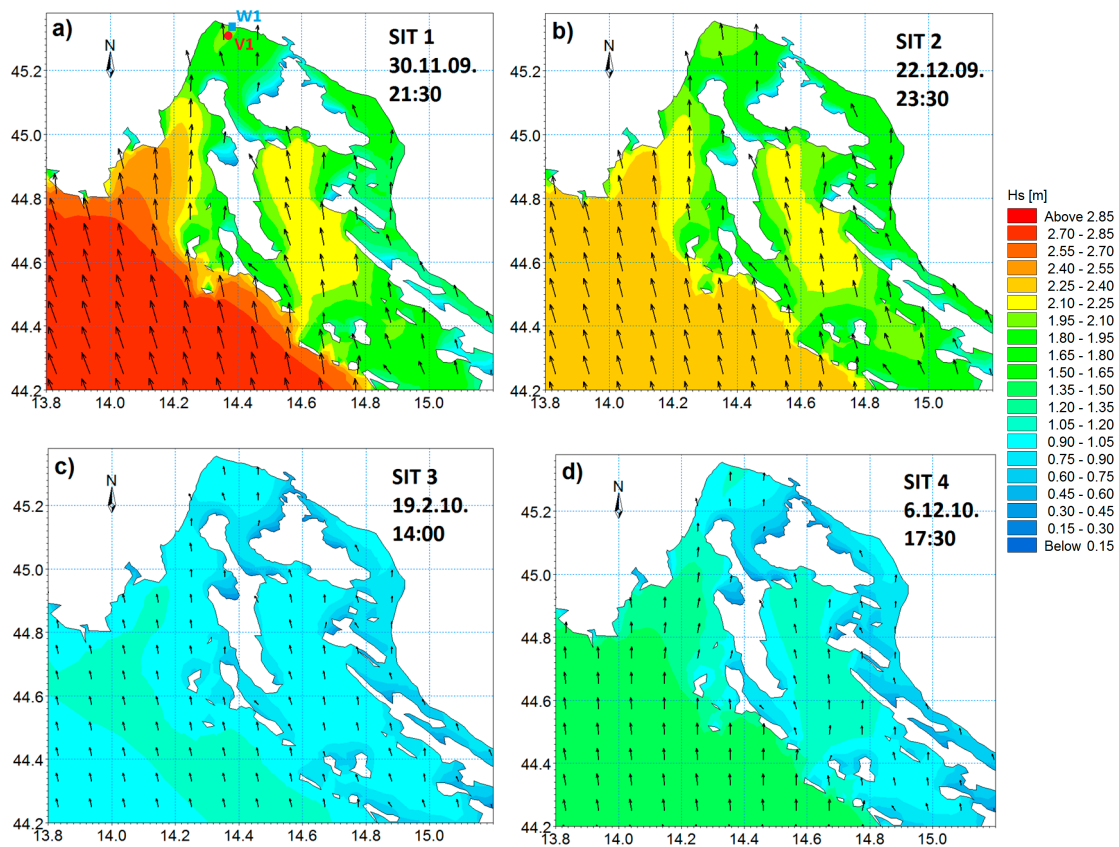 a)
W1
V1
N
SIT 1
30.11.09.
21:30
45.2
45.0
44.8
44.6
44.4
44.2
13.8 14.0 14.2 14.4 14.6 14.8 15.0
b)
N
SIT 2
22.12.09.
23:30
45.2
45.0
44.8
44.6
44.4
44.2
13.8 14.0 14.2 14.4 14.6 14.8 15.0
Hs [m]
Above 2.85
2.70 - 2.85
2.55 - 2.70
2.40 - 2.55
2.25 - 2.40
2.10 - 2.25
1.95 - 2.10
1.80 - 1.95
1.65 - 1.80
1.50 - 1.65
1.35 - 1.50
1.20 - 1.35
1.05 - 1.20
0.90 - 1.05
0.75 - 0.90
0.60 - 0.75
0.45 - 0.60
0.30 - 0.45
0.15 - 0.30
Below 0.15
c)
N
SIT 3
19.2.10.
14:00
45.2
45.0
44.8
44.6
44.4
44.2
13.8 14.0 14.2 14.4 14.6 14.8 15.0
d)
N
SIT 4
6.12.10.
17:30
45.2
45.0
44.8
44.6
44.4
44.2
13.8 14.0 14.2 14.4 14.6 14.8 15.0